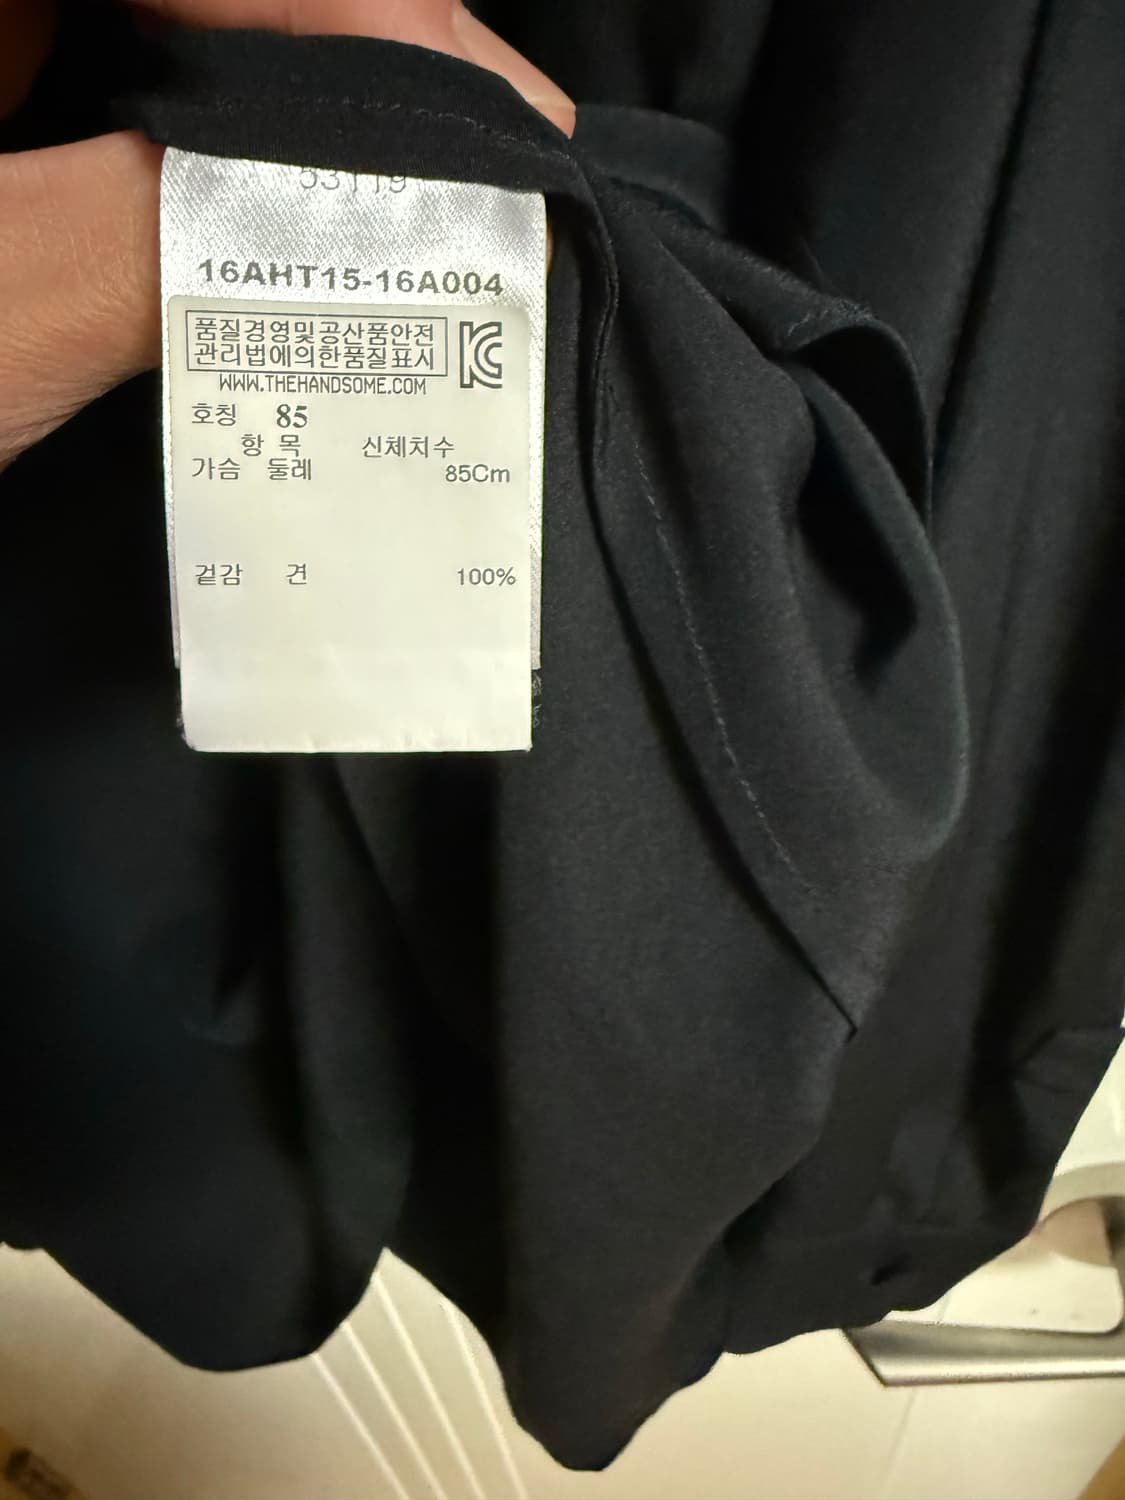 53119
16AHT15-16A004
품질경영및공산품안전
관리법에의한품질표시
WWW.THEHANDSOME.COM
호칭 85
항 목 신체치수
가슴 둘레 85Cm
겉감 견 100%